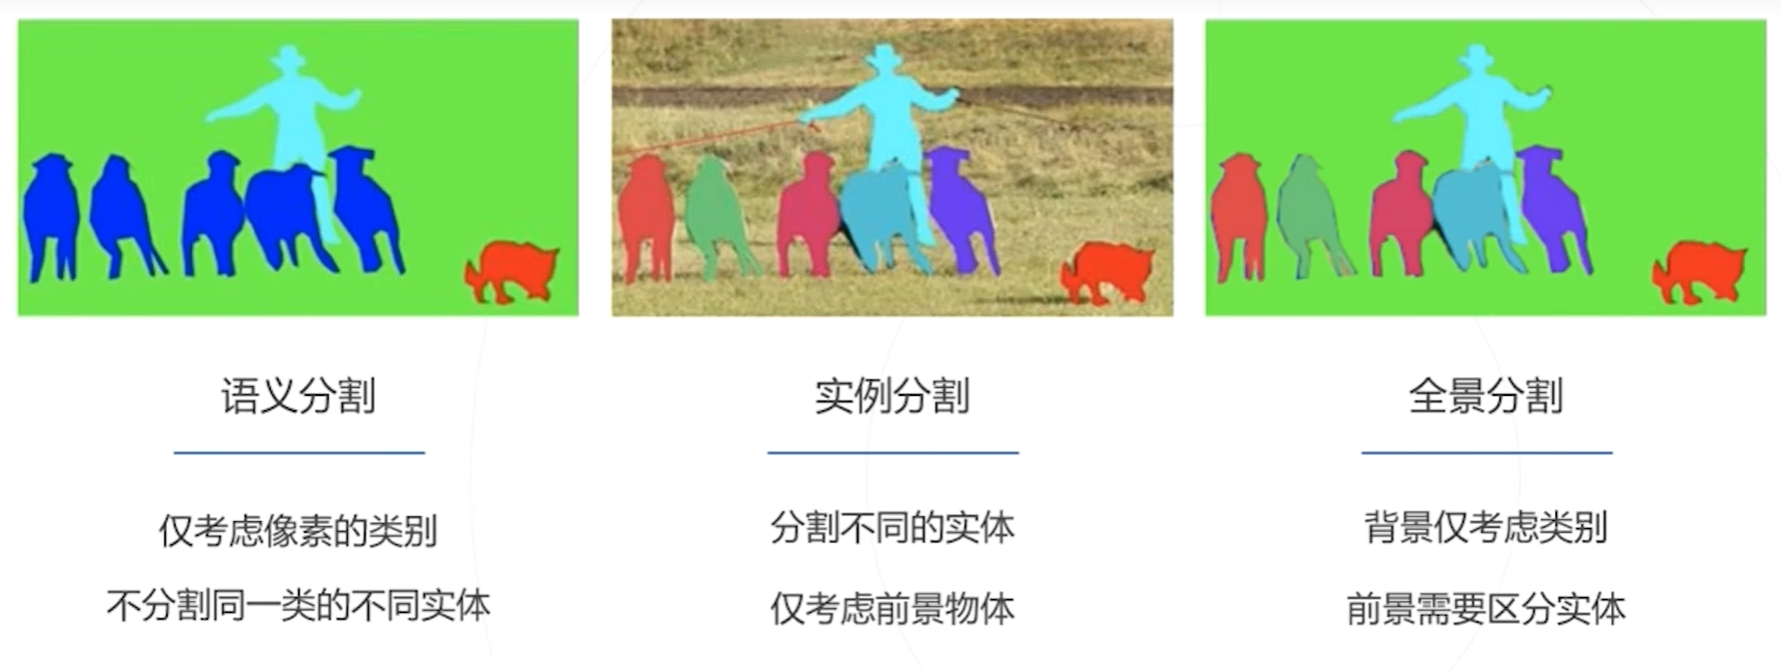 语义分割
仅考虑像素的类别
不分割同一类的不同实体
实例分割
分割不同的实体
仅考虑前景物体
全景分割
背景仅考虑类别
前景需要区分实体